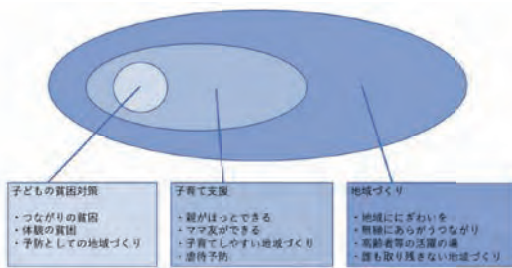 子どもの貧困対策
・つながりの貧困
・体験の貧困
・予防としての地域づくり
子育て支援
・親がほっとできる
・ママ友ができる
・子育てしやすい地域づくり
・虐待予防
地域づくり
・地域ににぎわいを
・無縁にあらがうつながり
・高齢者等の活躍の場
・誰も取り残さない地域づくり